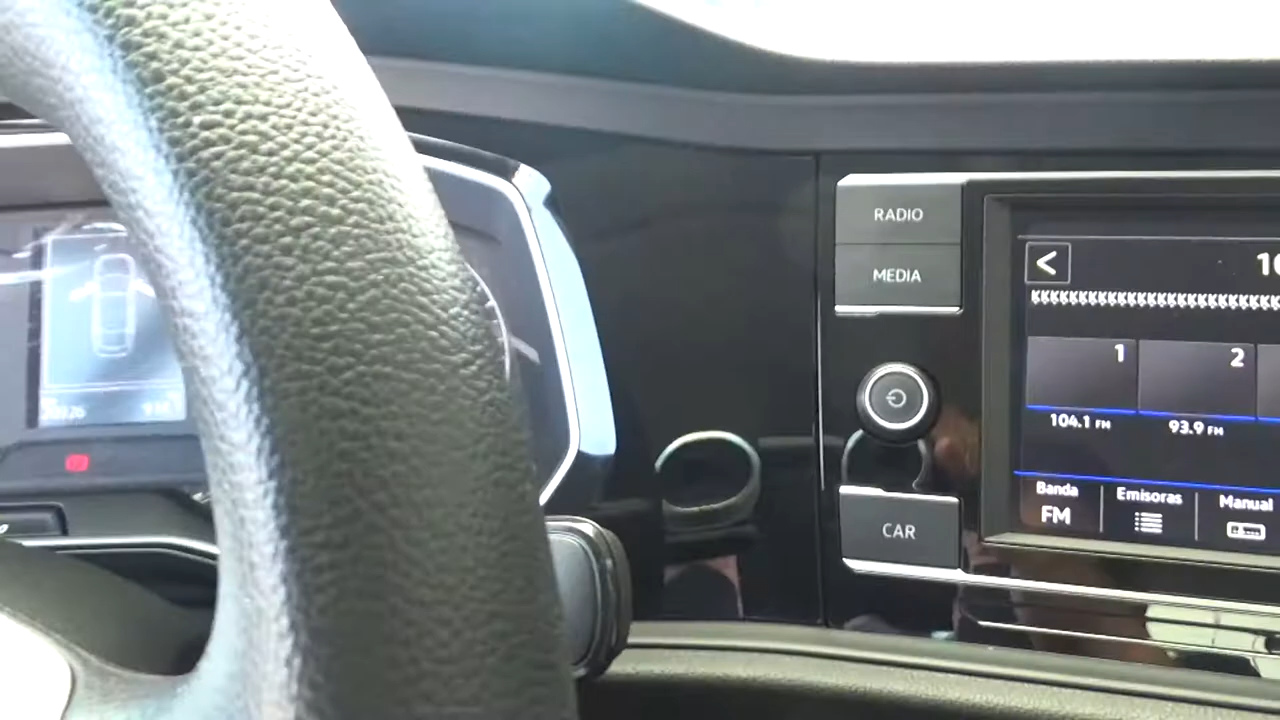 RADIO
MEDIA
<
1
2
104.1 FM
93.9 FM
Banda
Emisoras
Manual
FM
CAR